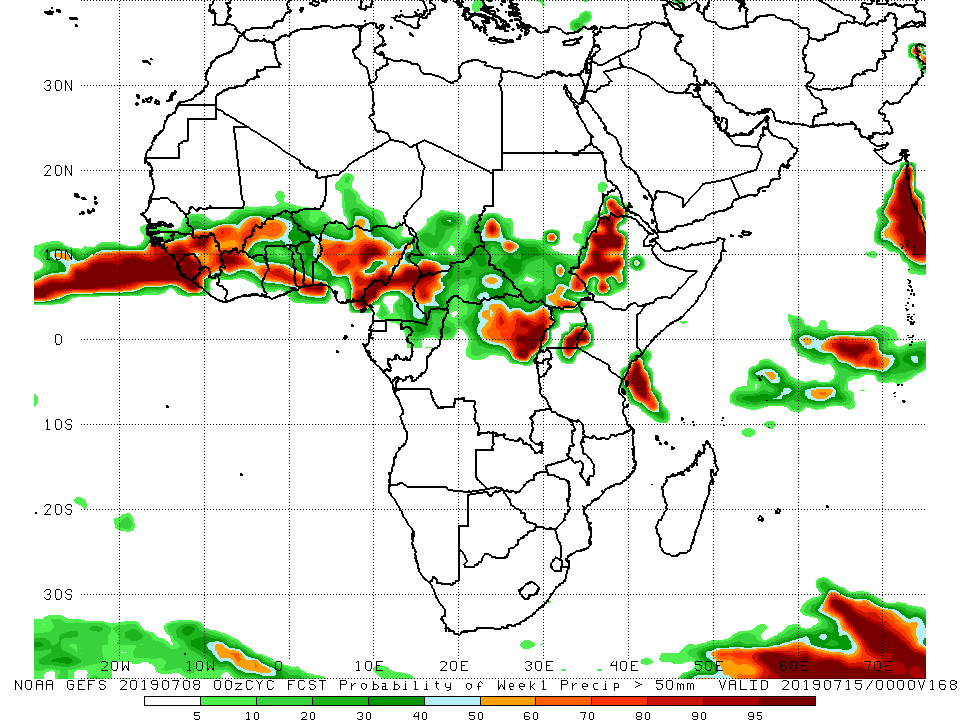 30N
20N
10N
0
10S
20S
30S
20W 10W 0 10E 20E 30E 40E 50E 60E 70E
NOAA GEFS 20190708 00zCYC FCST Probability of Week1 Precip > 50mm VALID 20190715/0000V168
5 10 20 30 40 50 60 70 80 90 95